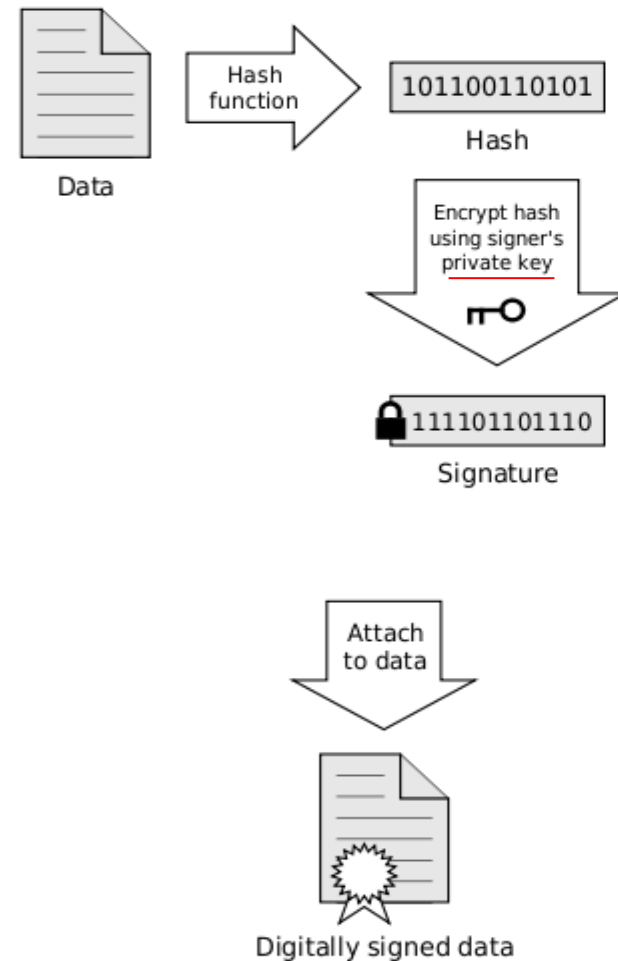 Data
Hash
function
101100110101
Hash
Encrypt hash
using signer's
private key
111101101110
Signature
Attach
to data
Digitally signed data